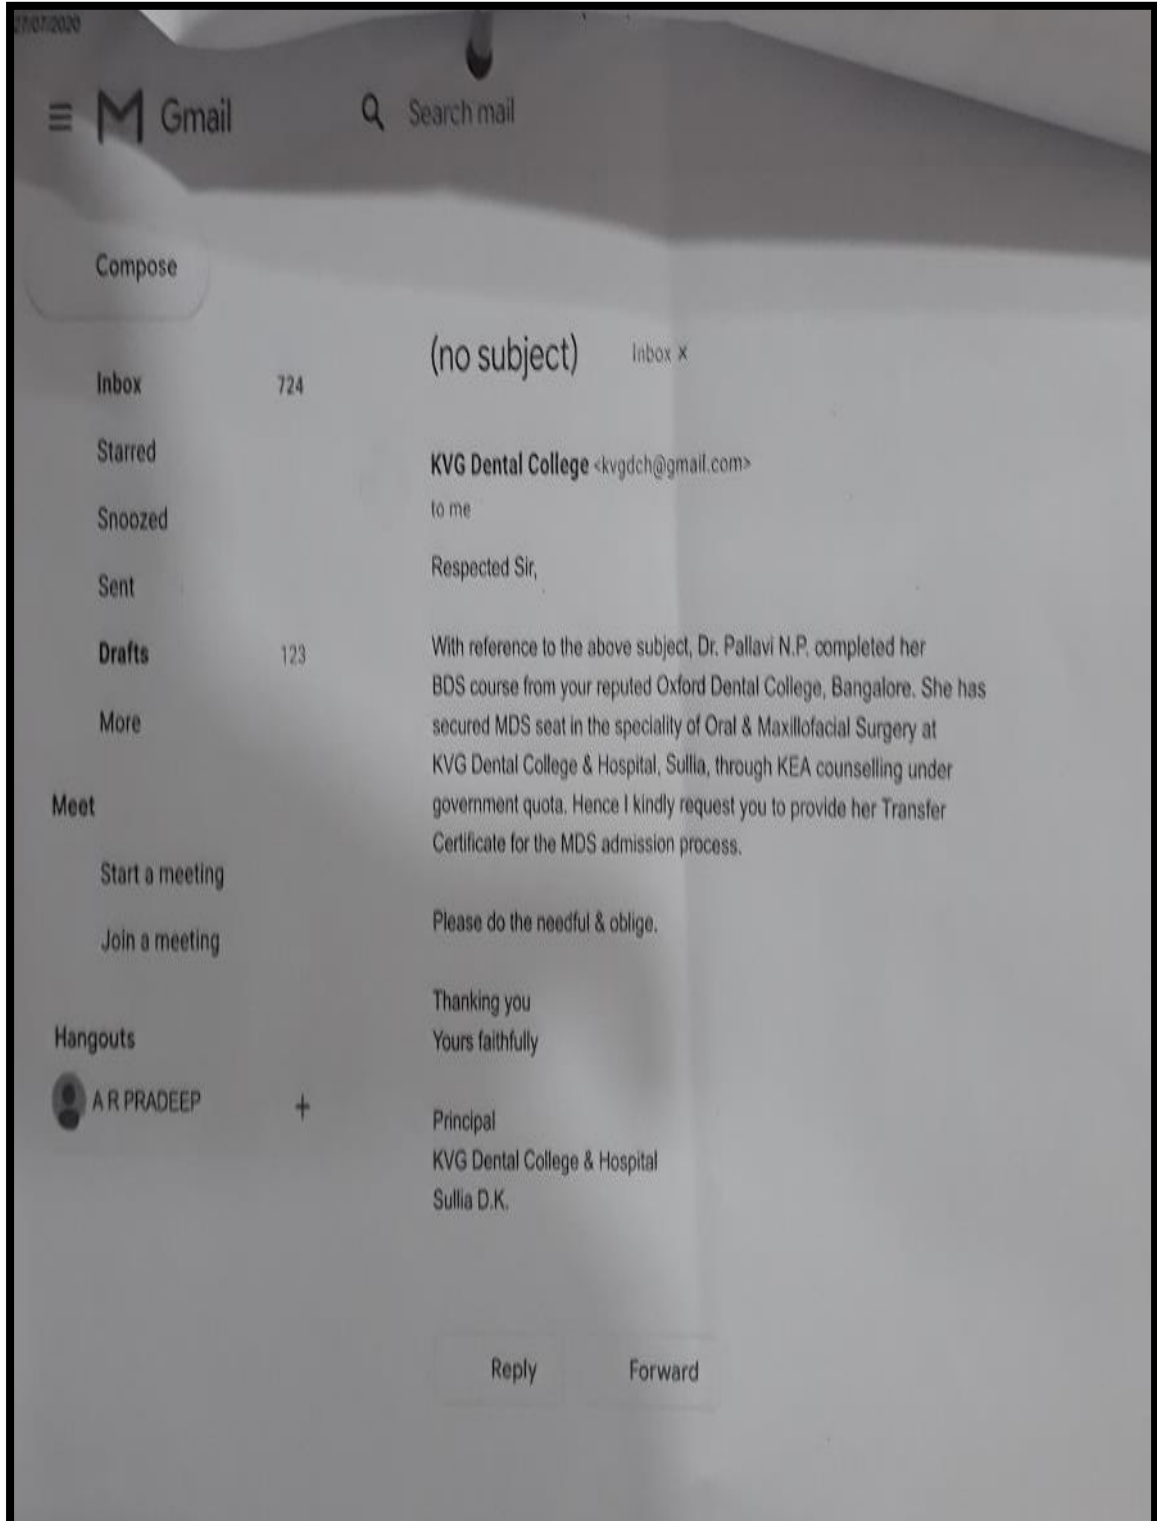 27/07/2020
Gmail
Search mail
Compose
Inbox 724
Starred
Snoozed
Sent
Drafts 123
More
Meet
Start a meeting
Join a meeting
Hangouts
A R PRADEEP +
(no subject) Inbox x
KVG Dental College <kvgdch@gmail.com>
to me
Respected Sir,
With reference to the above subject, Dr. Pallavi N.P. completed her
BDS course from your reputed Oxford Dental College, Bangalore. She has
secured MDS seat in the speciality of Oral & Maxillofacial Surgery at
KVG Dental College & Hospital, Sullia, through KEA counselling under
government quota. Hence I kindly request you to provide her Transfer
Certificate for the MDS admission process.
Please do the needful & oblige.
Thanking you
Yours faithfully
Principal
KVG Dental College & Hospital
Sullia D.K.
Reply Forward